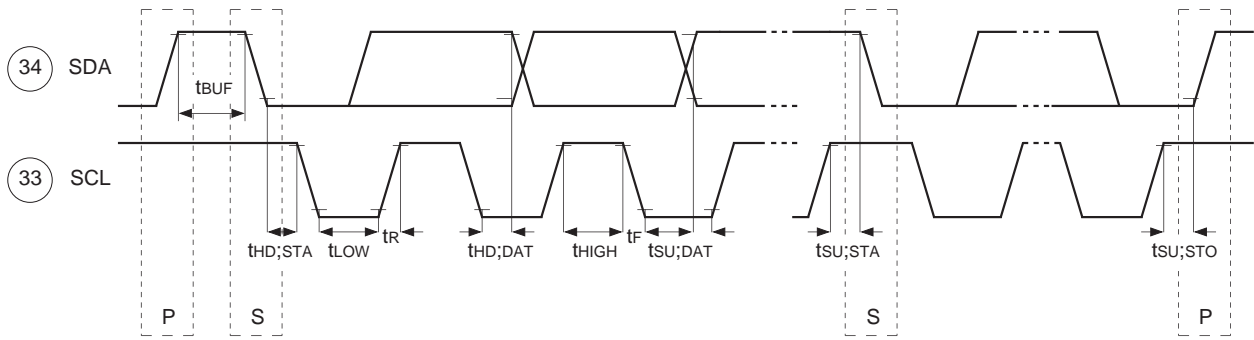 34 SDA
tBUF
33 SCL
tHD;STA tLOW tR tHD;DAT tHIGH tF tSU;DAT tSU;STA tSU;STO
P S S P